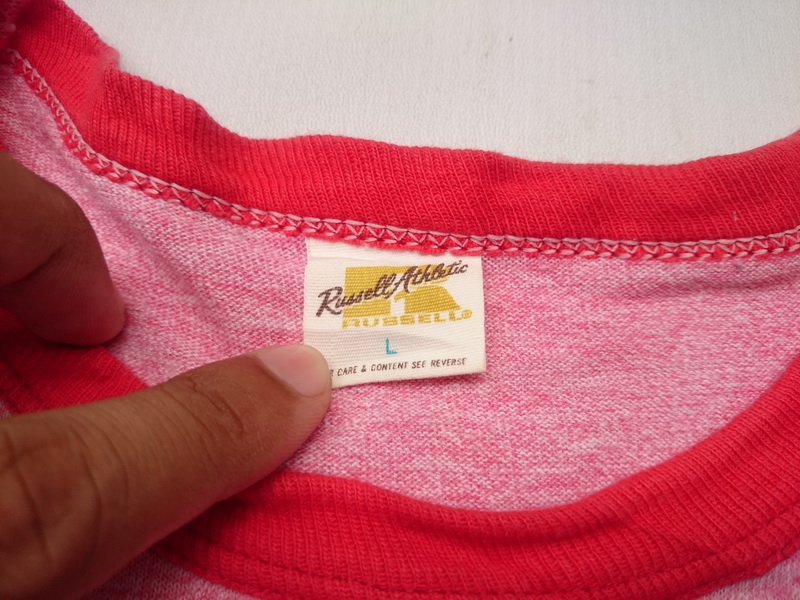 Russell Athletic
RUSSELL®
L
CARE & CONTENT SEE REVERSE